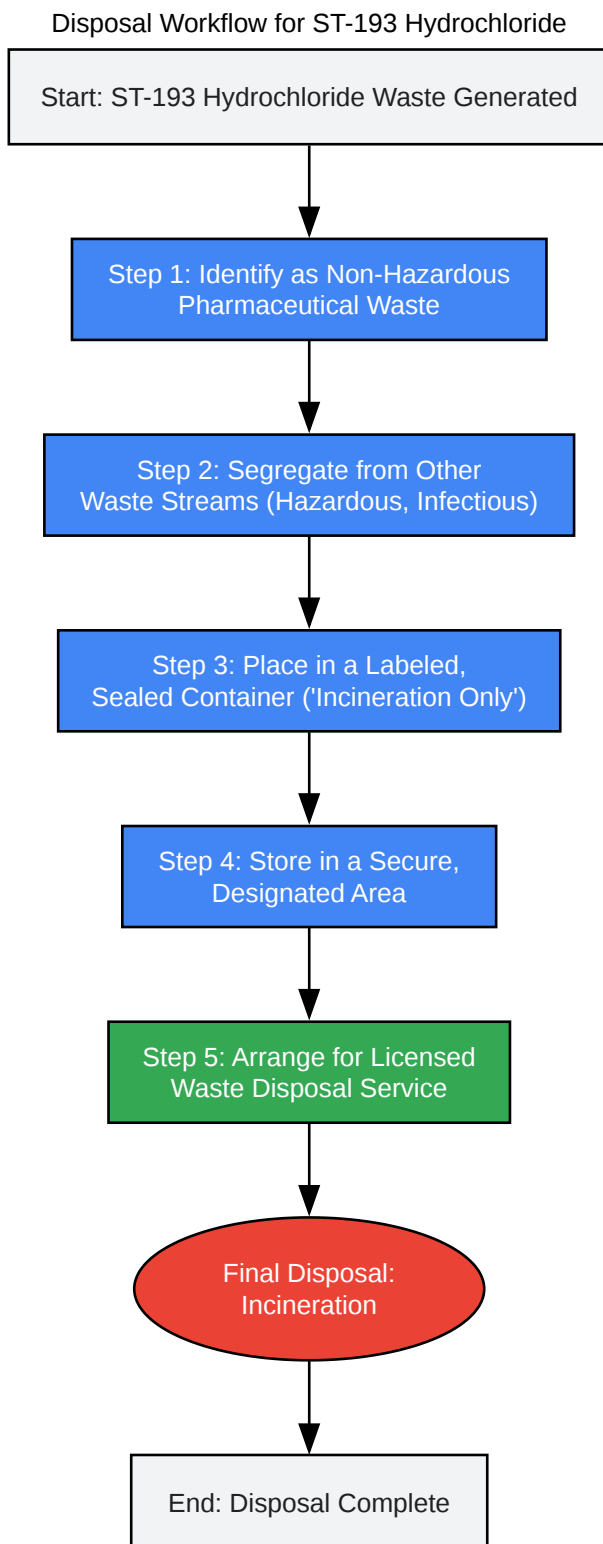 Disposal Workflow for ST-193 Hydrochloride
Start: ST-193 Hydrochloride Waste Generated
Step 1: Identify as Non-Hazardous
Pharmaceutical Waste
Step 2: Segregate from Other
Waste Streams (Hazardous, Infectious)
Step 3: Place in a Labeled,
Sealed Container ('Incineration Only')
Step 4: Store in a Secure,
Designated Area
Step 5: Arrange for Licensed
Waste Disposal Service
Final Disposal:
Incineration
End: Disposal Complete